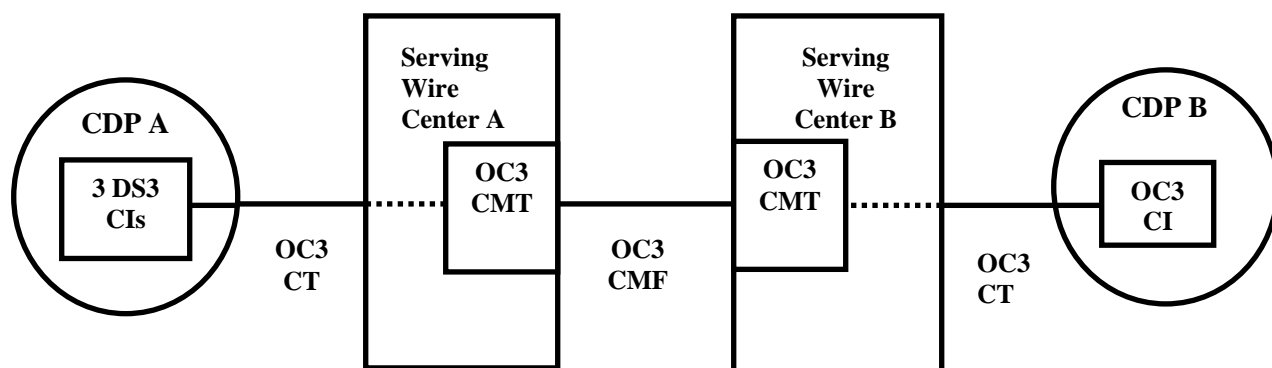 CDP A
3 DS3
CIs
OC3
CT
Serving
Wire
Center A
OC3
CMT
OC3
CMF
Serving
Wire
Center B
OC3
CMT
OC3
CT
CDP B
OC3
CI